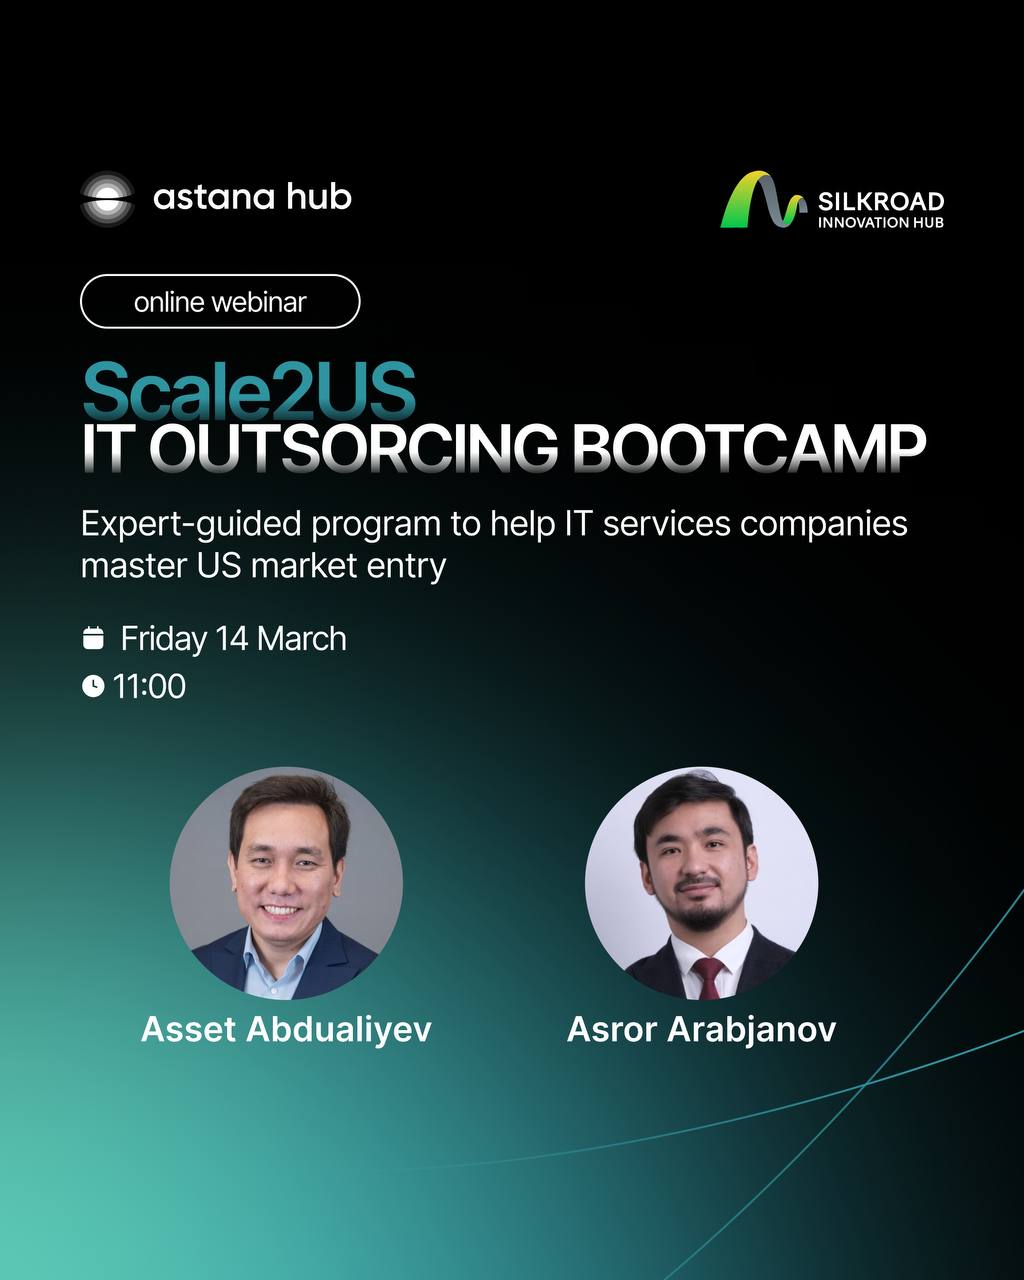 astana hub
SILKROAD
INNOVATION HUB
online webinar
Scale2US
IT OUTSORCING BOOTCAMP
Expert-guided program to help IT services companies
master US market entry
Friday 14 March
11:00
Asset Abdualiyev
Asror Arabjanov